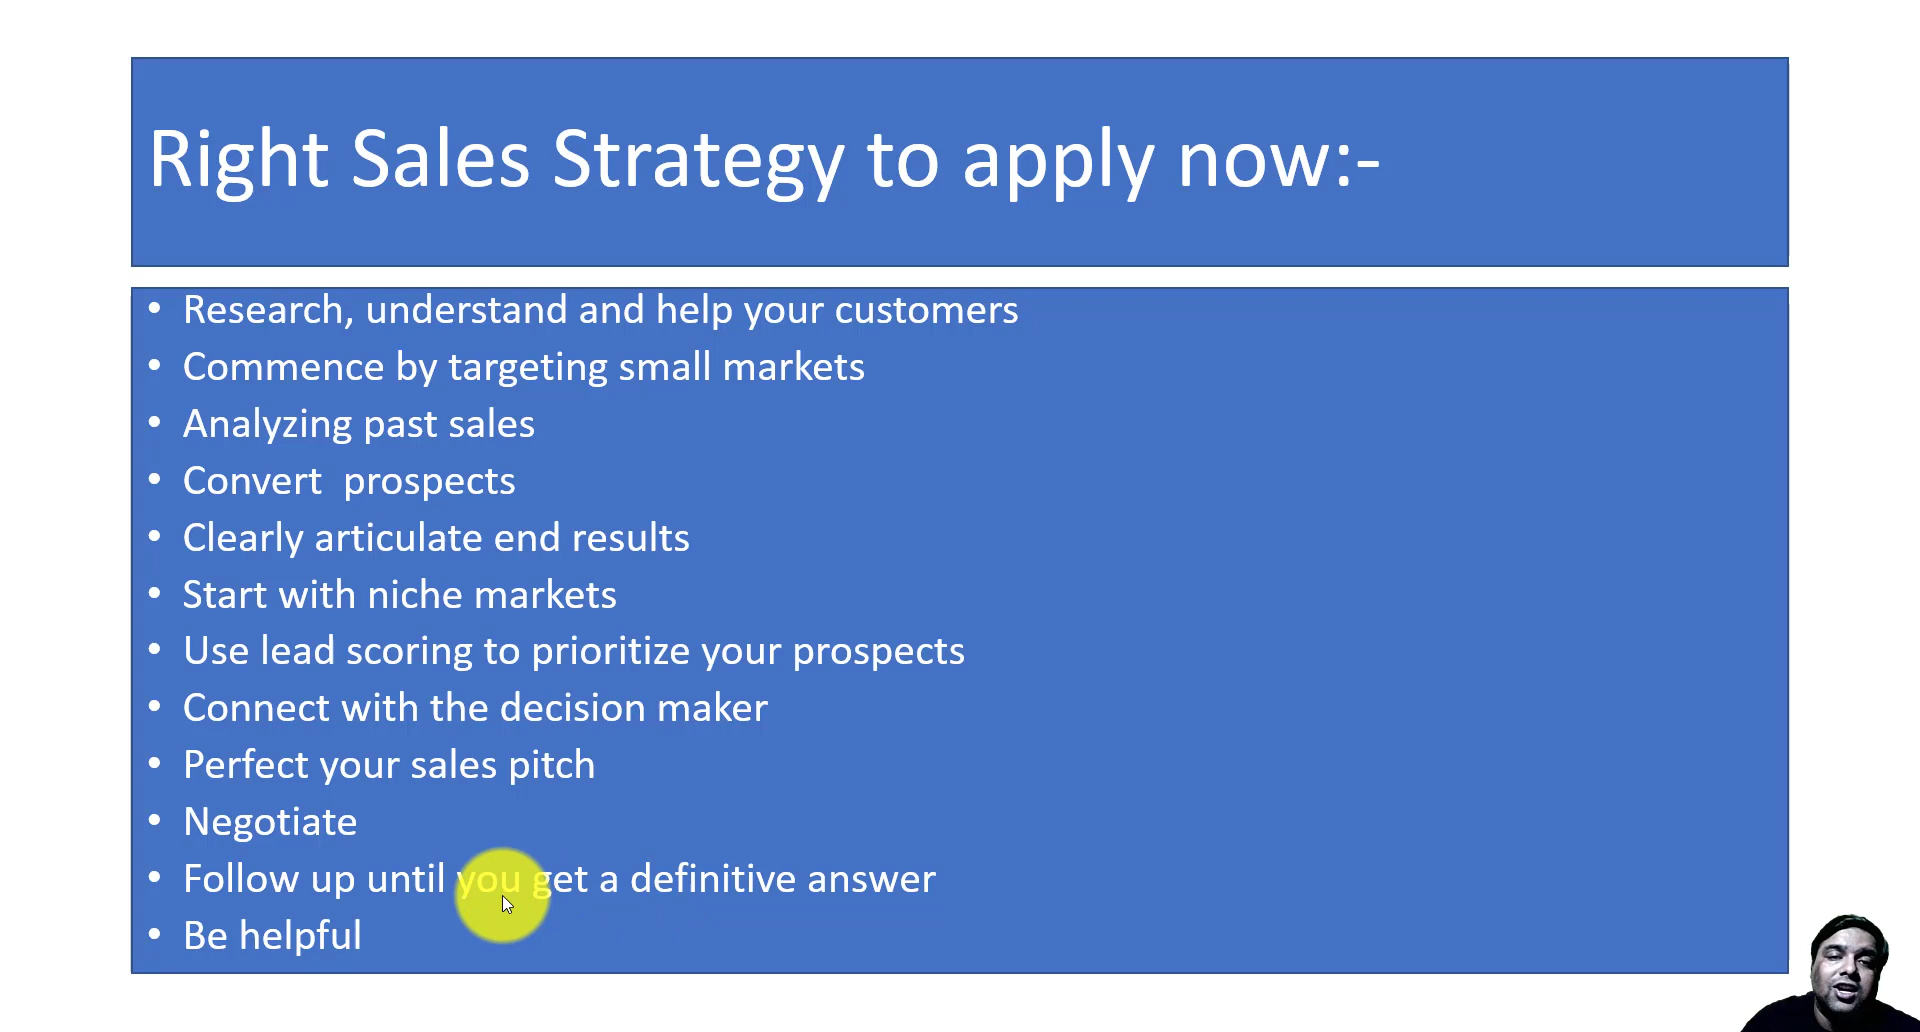 Right Sales Strategy to apply now:-
• Research, understand and help your customers
• Commence by targeting small markets
• Analyzing past sales
• Convert  prospects
• Clearly articulate end results
• Start with niche markets
• Use lead scoring to prioritize your prospects
• Connect with the decision maker
• Perfect your sales pitch
• Negotiate
• Follow up until you get a definitive answer
• Be helpful